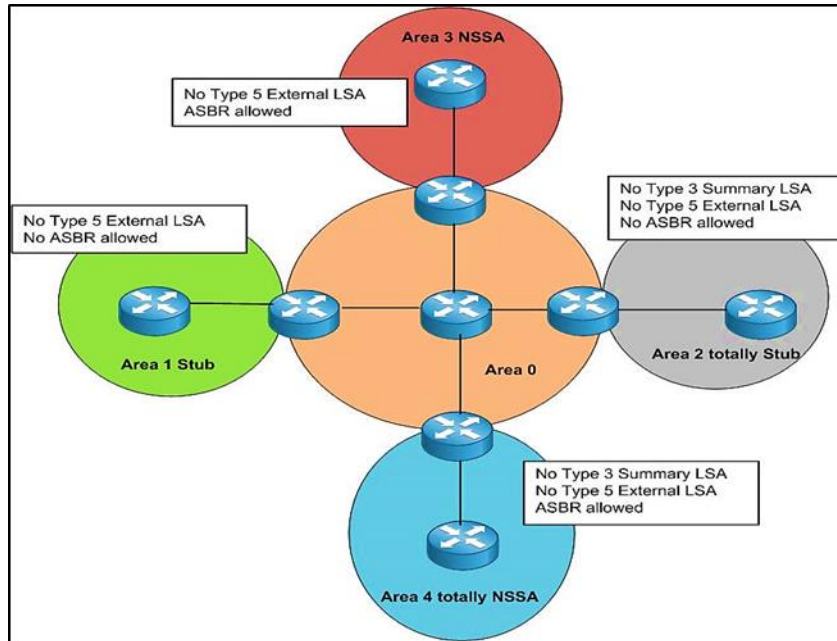 Area 3 NSSA
No Type 5 External LSA
ASBR allowed
No Type 3 Summary LSA
No Type 5 External LSA
No ASBR allowed
No Type 5 External LSA
No ASBR allowed
Area 1 Stub
Area 0
Area 2 totally Stub
No Type 3 Summary LSA
No Type 5 External LSA
ASBR allowed
Area 4 totally NSSA